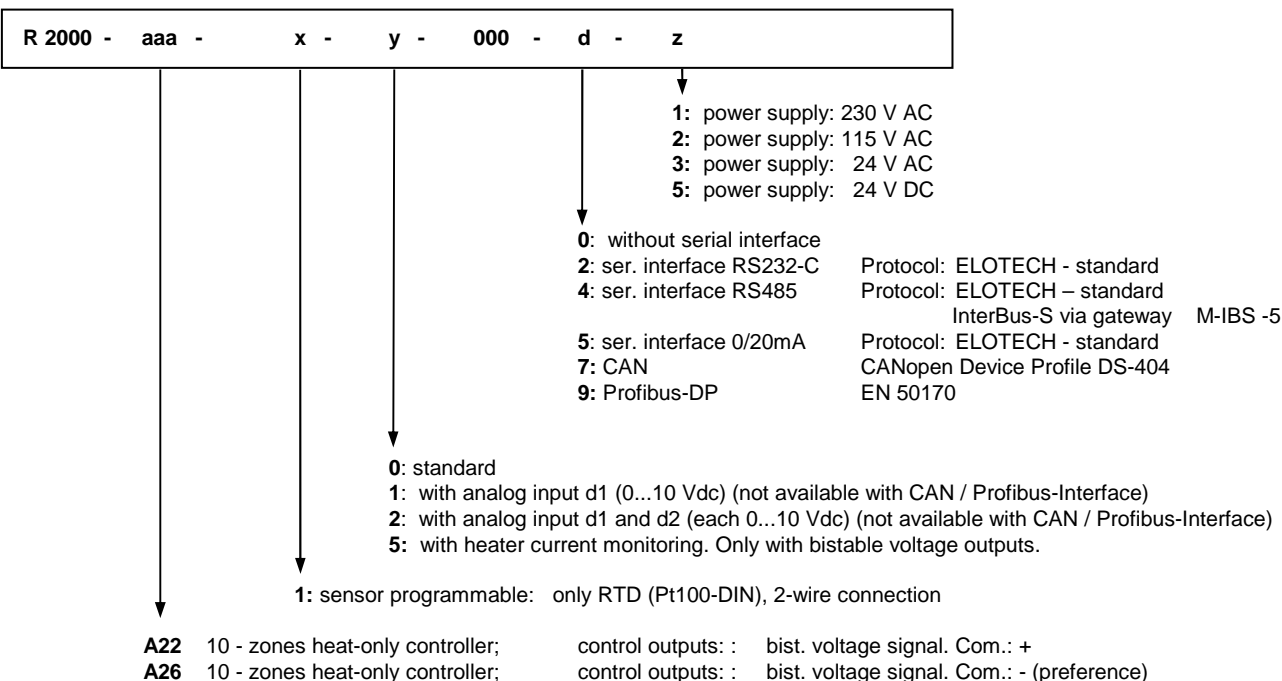 R 2000 - aaa - x - y - 000 - d - z
1: power supply: 230 V AC
2: power supply: 115 V AC
3: power supply: 24 V AC
5: power supply: 24 V DC
0: without serial interface
2: ser. interface RS232-C Protocol: ELOTECH - standard
4: ser. interface RS485 Protocol: ELOTECH – standard
InterBus-S via gateway M-IBS -5
5: ser. interface 0/20mA Protocol: ELOTECH - standard
7: CAN CANopen Device Profile DS-404
9: Profibus-DP EN 50170
0: standard
1: with analog input d1 (0...10 Vdc) (not available with CAN / Profibus-Interface)
2: with analog input d1 and d2 (each 0...10 Vdc) (not available with CAN / Profibus-Interface)
5: with heater current monitoring. Only with bistable voltage outputs.
1: sensor programmable: only RTD (Pt100-DIN), 2-wire connection
A22 10 - zones heat-only controller; control outputs: : bist. voltage signal. Com.: +
A26 10 - zones heat-only controller; control outputs: : bist. voltage signal. Com.: - (preference)